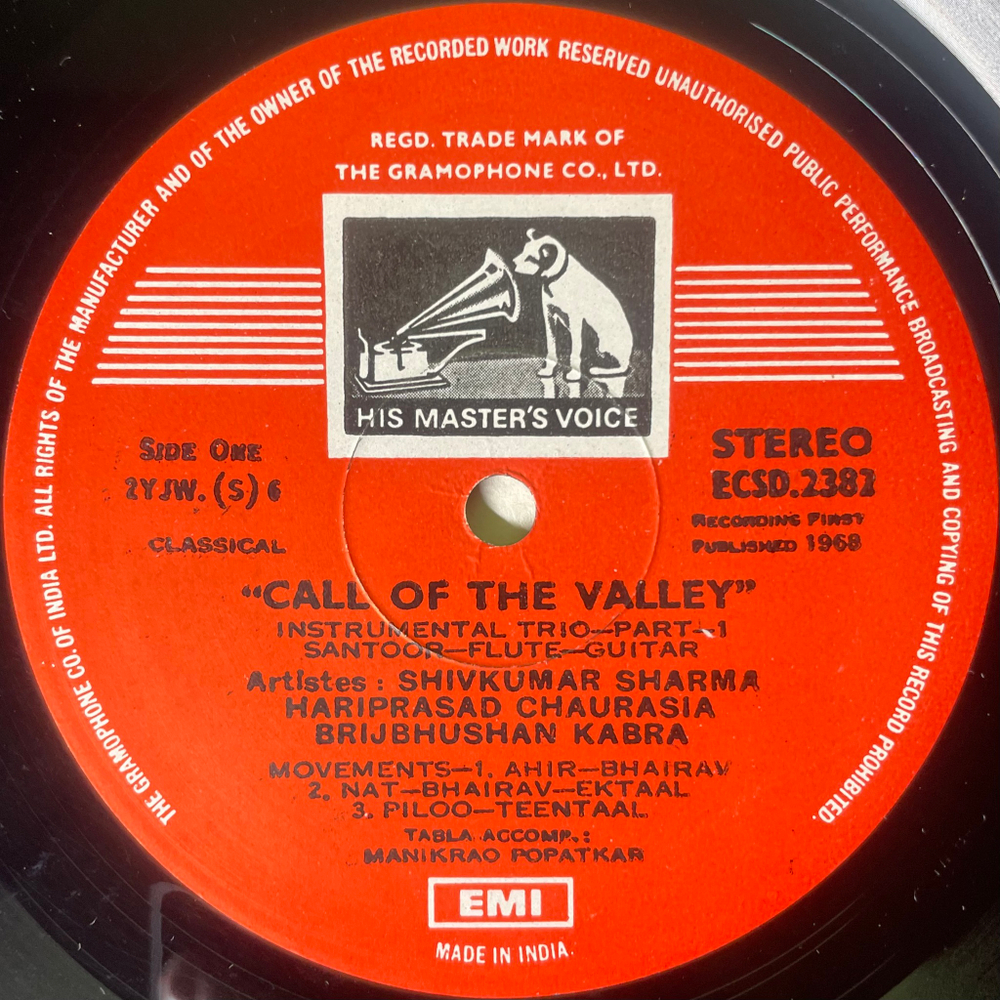 THE GRAMOPHONE CO. OF INDIA LTD. ALL RIGHTS OF THE MANUFACTURER AND OF THE OWNER OF THE RECORDED WORK RESERVED UNAUTHORISED PUBLIC PERFORMANCE BROADCASTING AND COPYING OF THIS RECORD PROHIBITED.
REGD. TRADE MARK OF
THE GRAMOPHONE CO., LTD.
HIS MASTER'S VOICE
SIDE ONE
2YJW. (S) 6
CLASSICAL
STEREO
ECSD.2382
RECORDING FIRST
PUBLISHED 1968
"CALL OF THE VALLEY"
INSTRUMENTAL TRIO—PART—1
SANTOOR—FLUTE—GUITAR
Artistes : SHIVKUMAR SHARMA
HARIPRASAD CHAURASIA
BRIJBHUSHAN KABRA
MOVEMENTS—1. AHIR—BHAIRAV
2. NAT—BHAIRAV—EKTAAL
3. PILOO—TEENTAAL
TABLA ACCOMP. :
MANIKRAO POPATKAR
EMI
MADE IN INDIA.